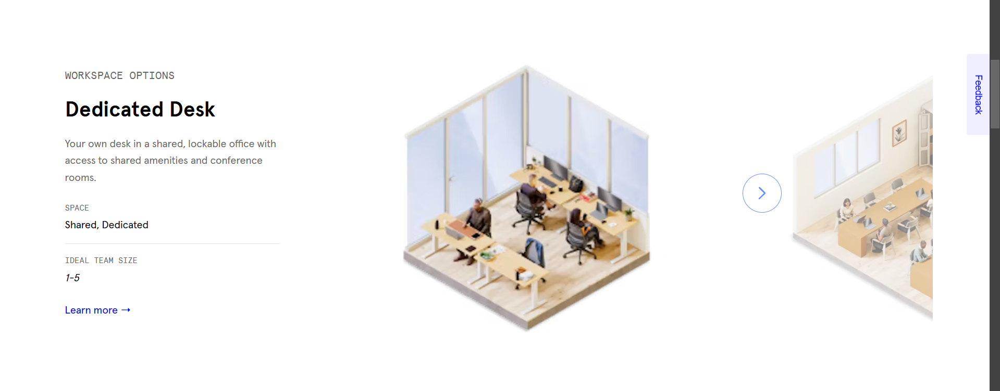 WORKSPACE OPTIONS
Dedicated Desk
Your own desk in a shared, lockable office with
access to shared amenities and conference
rooms.
SPACE
Shared, Dedicated
IDEAL TEAM SIZE
1-5
Learn more →
Feedback